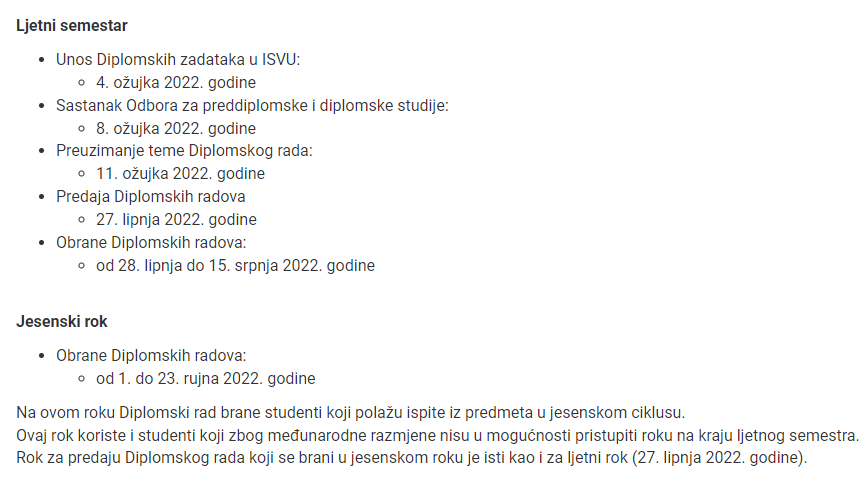 Ljetni semestar
Unos Diplomskih zadataka u ISVU:
4. ožujka 2022. godine
Sastanak Odbora za preddiplomske i diplomske studije:
8. ožujka 2022. godine
Preuzimanje teme Diplomskog rada:
11. ožujka 2022. godine
Predaja Diplomskih radova
27. lipnja 2022. godine
Obrane Diplomskih radova:
od 28. lipnja do 15. srpnja 2022. godine
Jesenski rok
Obrane Diplomskih radova:
od 1. do 23. rujna 2022. godine
Na ovom roku Diplomski rad brane studenti koji polažu ispite iz predmeta u jesenskom ciklusu.
Ovaj rok koriste i studenti koji zbog međunarodne razmjene nisu u mogućnosti pristupiti roku na kraju ljetnog semestra.
Rok za predaju Diplomskog rada koji se brani u jesenskom roku je isti kao i za ljetni rok (27. lipnja 2022. godine).